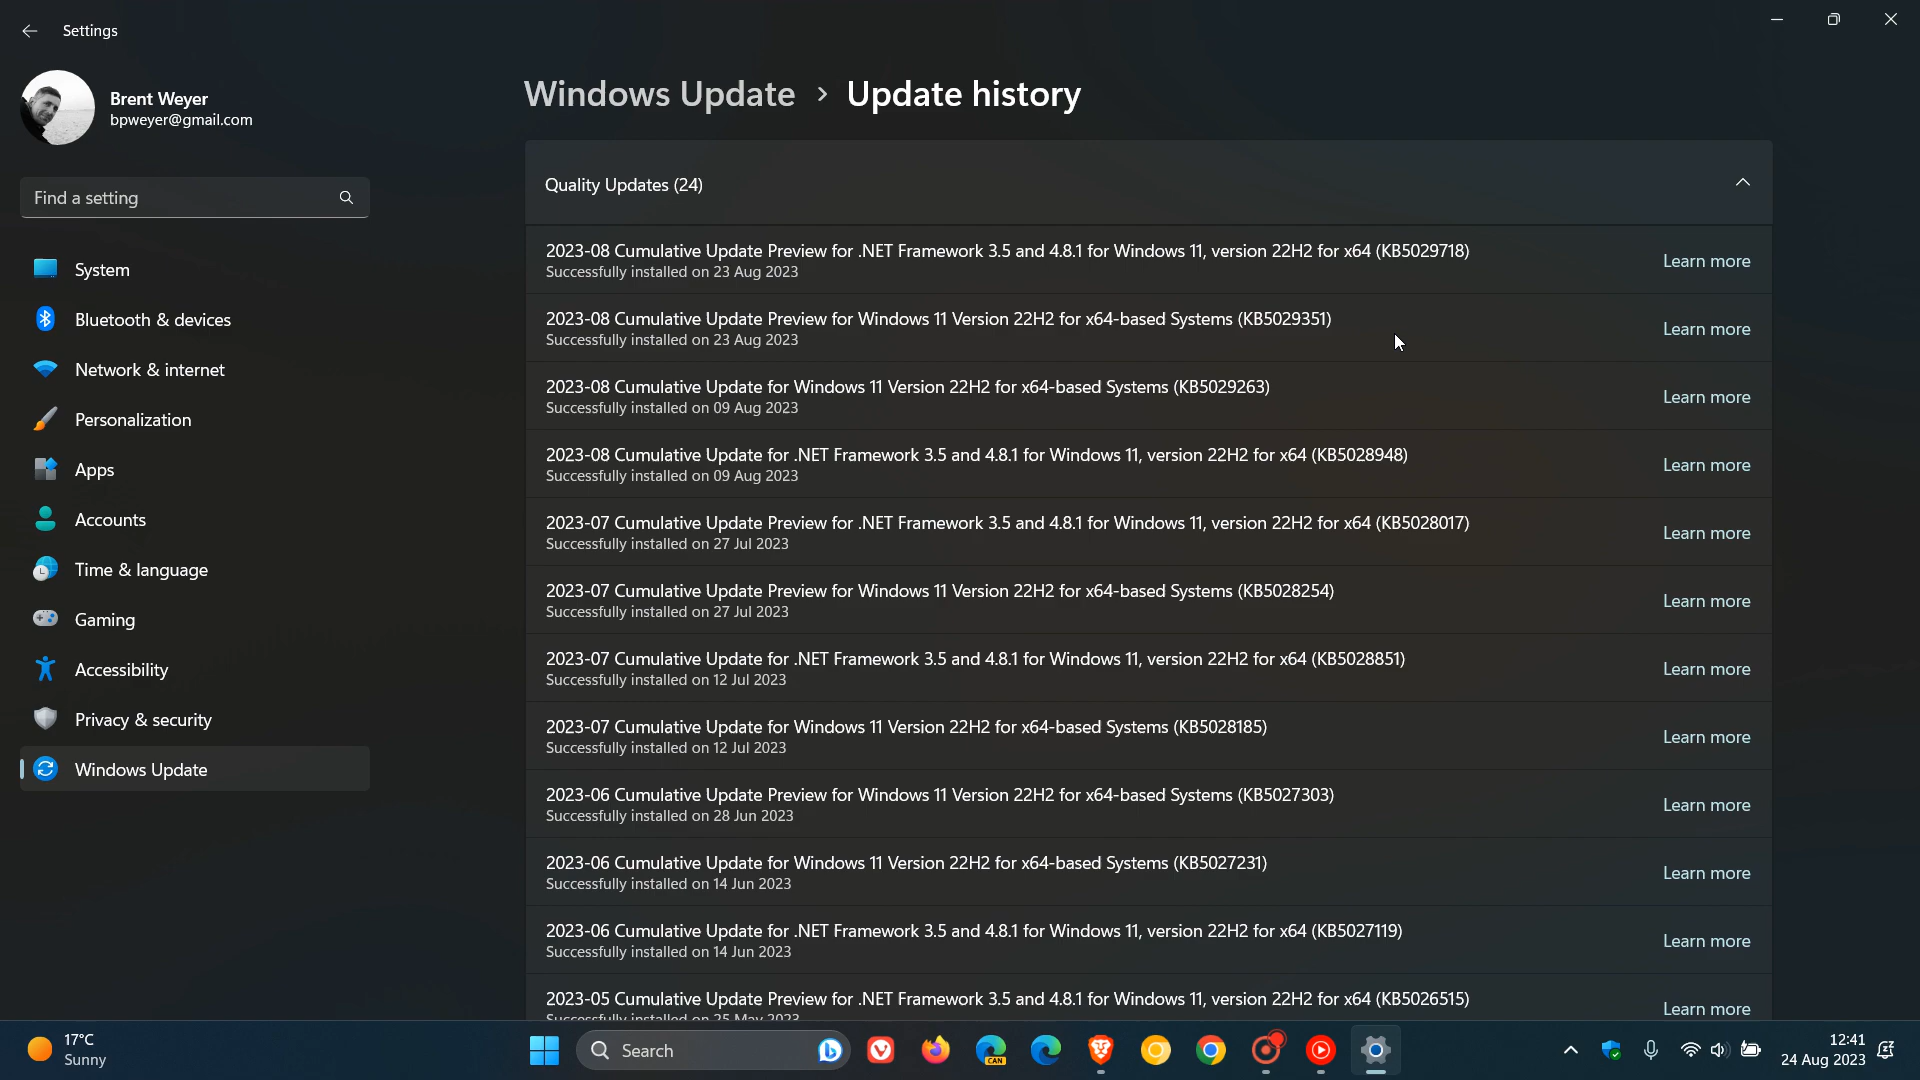 Settings
Brent Weyer
bpweyer@gmail.com
Find a setting
System
Bluetooth & devices
Network & internet
Personalization
Apps
Accounts
Time & language
Gaming
Accessibility
Privacy & security
Windows Update
Windows Update › Update history
Quality Updates (24)
2023-08 Cumulative Update Preview for .NET Framework 3.5 and 4.8.1 for Windows 11, version 22H2 for x64 (KB5029718)
Successfully installed on 23 Aug 2023
Learn more
2023-08 Cumulative Update Preview for Windows 11 Version 22H2 for x64-based Systems (KB5029351)
Successfully installed on 23 Aug 2023
Learn more
2023-08 Cumulative Update for Windows 11 Version 22H2 for x64-based Systems (KB5029263)
Successfully installed on 09 Aug 2023
Learn more
2023-08 Cumulative Update for .NET Framework 3.5 and 4.8.1 for Windows 11, version 22H2 for x64 (KB5028948)
Successfully installed on 09 Aug 2023
Learn more
2023-07 Cumulative Update Preview for .NET Framework 3.5 and 4.8.1 for Windows 11, version 22H2 for x64 (KB5028017)
Successfully installed on 27 Jul 2023
Learn more
2023-07 Cumulative Update Preview for Windows 11 Version 22H2 for x64-based Systems (KB5028254)
Successfully installed on 27 Jul 2023
Learn more
2023-07 Cumulative Update for .NET Framework 3.5 and 4.8.1 for Windows 11, version 22H2 for x64 (KB5028851)
Successfully installed on 12 Jul 2023
Learn more
2023-07 Cumulative Update for Windows 11 Version 22H2 for x64-based Systems (KB5028185)
Successfully installed on 12 Jul 2023
Learn more
2023-06 Cumulative Update Preview for Windows 11 Version 22H2 for x64-based Systems (KB5027303)
Successfully installed on 28 Jun 2023
Learn more
2023-06 Cumulative Update for Windows 11 Version 22H2 for x64-based Systems (KB5027231)
Successfully installed on 14 Jun 2023
Learn more
2023-06 Cumulative Update for .NET Framework 3.5 and 4.8.1 for Windows 11, version 22H2 for x64 (KB5027119)
Successfully installed on 14 Jun 2023
Learn more
2023-05 Cumulative Update Preview for .NET Framework 3.5 and 4.8.1 for Windows 11, version 22H2 for x64 (KB5026515)
Successfully installed on 25 May 2023
Learn more
17°C
Sunny
Search
CAN
12:41
24 Aug 2023